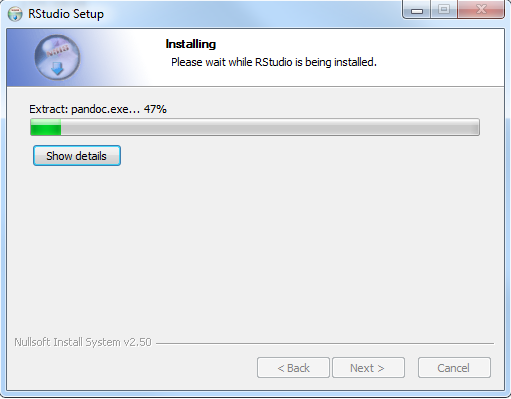 RStudio Setup
Installing
Please wait while RStudio is being installed.
Extract: pandoc.exe... 47%
Show details
Nullsoft Install System v2.50
< Back
Next >
Cancel